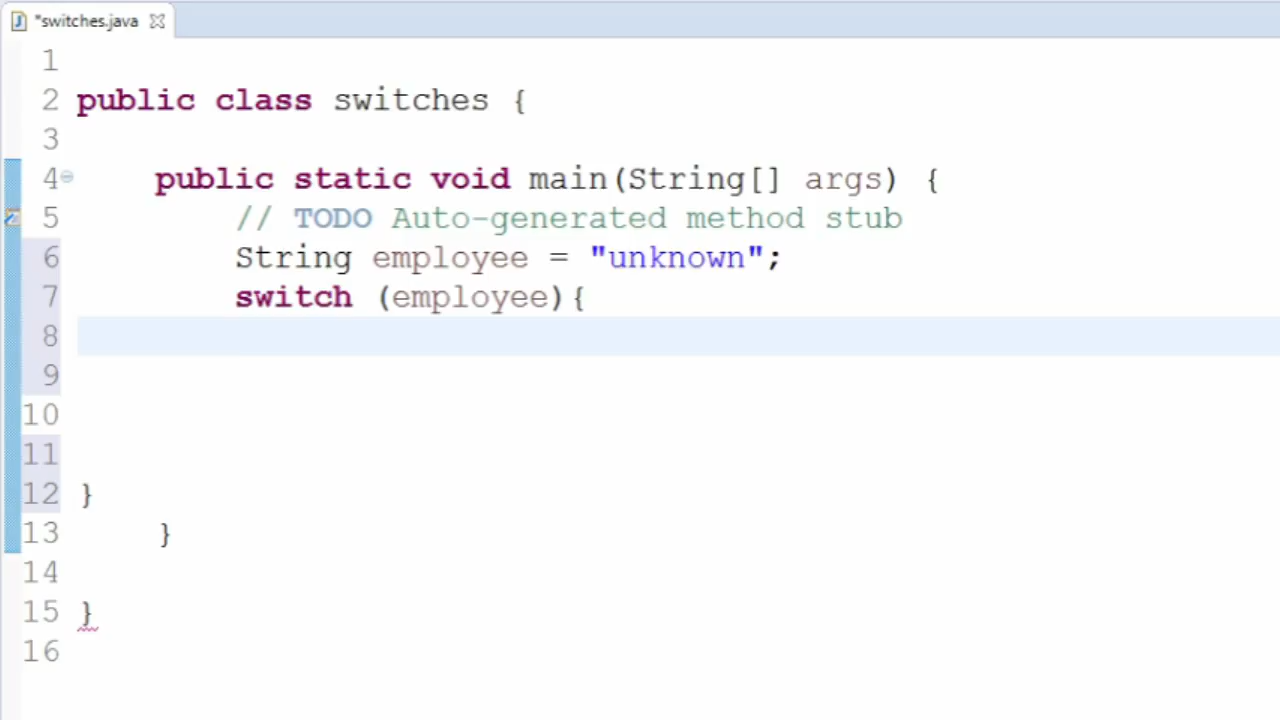 *switches.java
1
2 public class switches {
3
4 public static void main(String[] args) {
5 // TODO Auto-generated method stub
6 String employee = "unknown";
7 switch (employee){
8
9
10
11
12 }
13 }
14
15 }
16